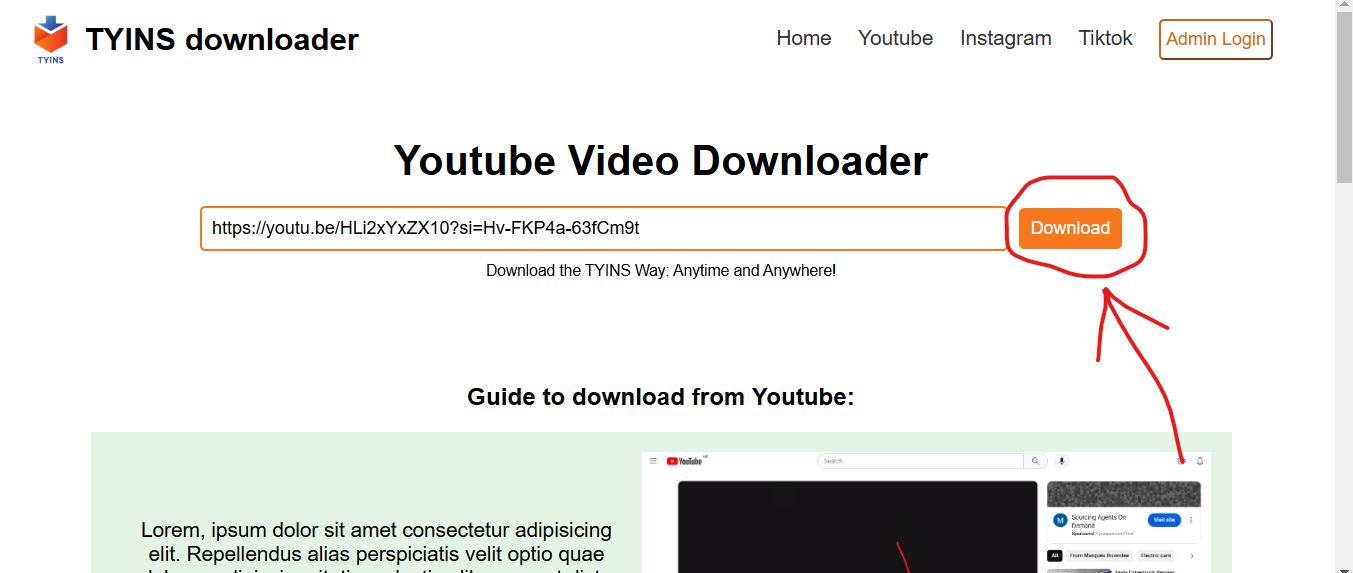 TYINS
TYINS downloader
Home Youtube Instagram Tiktok Admin Login
Youtube Video Downloader
https://youtu.be/HLi2xYxZX10?si=Hv-FKP4a-63fCm9t Download
Download the TYINS Way: Anytime and Anywhere!
Guide to download from Youtube:
YouTube
Search
Lorem, ipsum dolor sit amet consectetur adipisicing
elit. Repellendus alias perspiciatis velit optio quae
M
Sourcing Agents On
Demand
Visit site
Sponsored
All From Marques Brownlee Electric cars